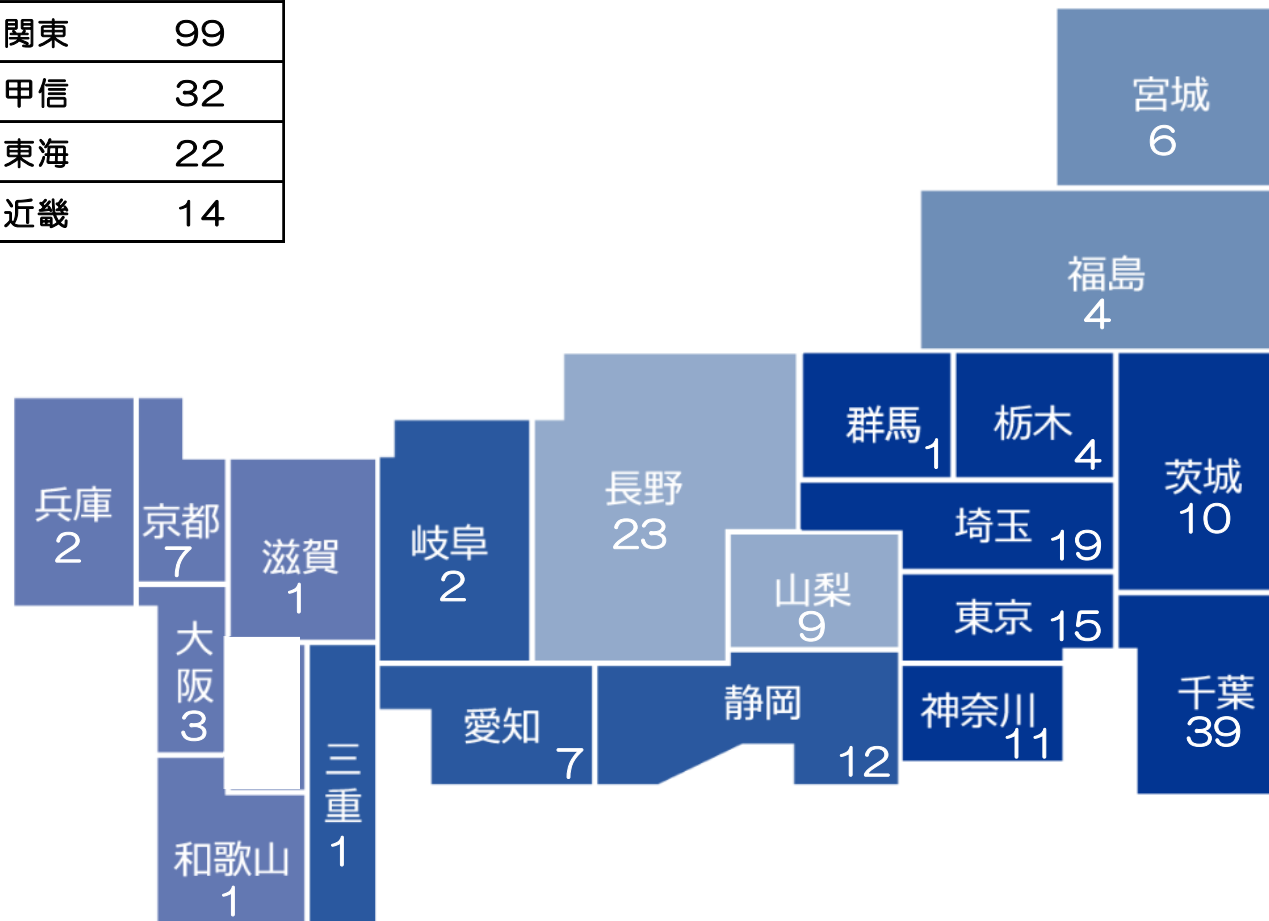 関東 99
甲信 32
東海 22
近畿 14
宮城
6
福島
4
群馬 1
栃木 4
茨城
10
埼玉 19
長野
23
山梨
9
東京 15
神奈川
11
千葉
39
静岡
12
愛知
7
岐阜
2
三重
1
滋賀
1
京都
7
兵庫
2
大阪
3
和歌山
1